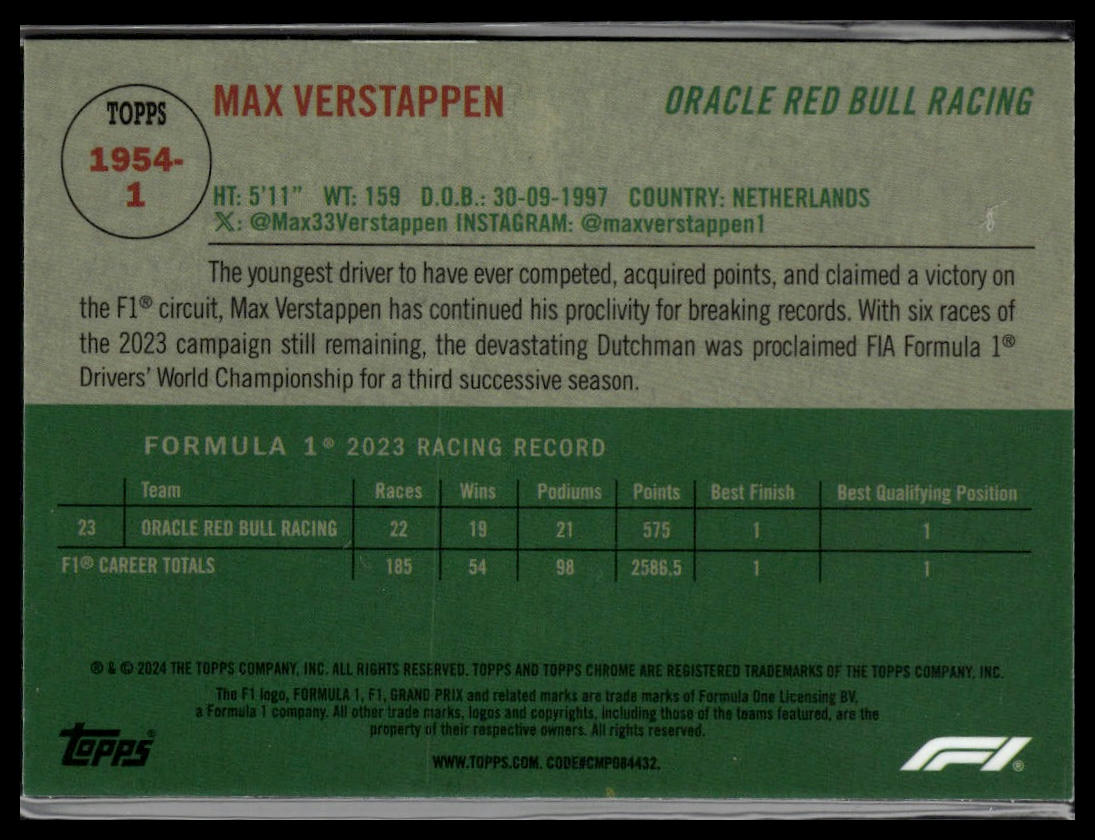 TOPPS
1954-
1
MAX VERSTAPPEN
ORACLE RED BULL RACING
HT: 5'11" WT: 159 D.O.B.: 30-09-1997 COUNTRY: NETHERLANDS
X: @Max33Verstappen INSTAGRAM: @maxverstappen1
The youngest driver to have ever competed, acquired points, and claimed a victory on
the F1® circuit, Max Verstappen has continued his proclivity for breaking records. With six races of
the 2023 campaign still remaining, the devastating Dutchman was proclaimed FIA Formula 1®
Drivers' World Championship for a third successive season.
FORMULA 1® 2023 RACING RECORD
Team Races Wins Podiums Points Best Finish Best Qualifying Position
23 ORACLE RED BULL RACING 22 19 21 575 1 1
F1® CAREER TOTALS 185 54 98 2586.5 1 1
® & © 2024 THE TOPPS COMPANY, INC. ALL RIGHTS RESERVED. TOPPS AND TOPPS CHROME ARE REGISTERED TRADEMARKS OF THE TOPPS COMPANY, INC.
The F1 logo, FORMULA 1, F1, GRAND PRIX and related marks are trade marks of Formula One Licensing BV,
a Formula 1 company. All other trade marks, logos and copyrights, including those of the teams featured, are the
property of their respective owners. All rights reserved.
WWW.TOPPS.COM. CODE#CMP084432.
topps®
F1®